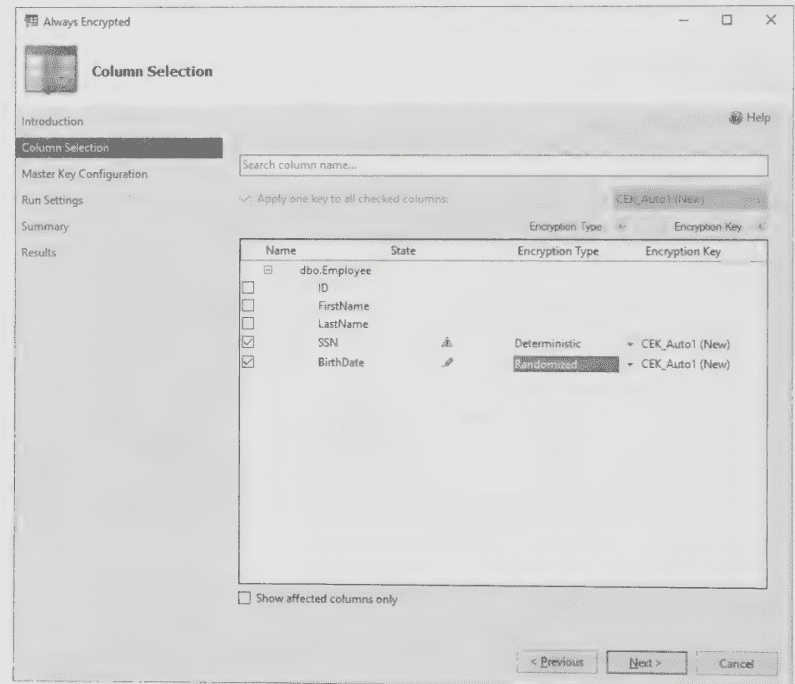 Always Encrypted
Column Selection
Introduction
Help
Column Selection
Search column name...
Master Key Configuration
Apply one key to all checked columns:
CEK_Auto1 (New)
Run Settings
Summary
Encryption Type
Encryption Key
Results
Name State Encryption Type Encryption Key
dbo.Employee
ID
FirstName
LastName
SSN Deterministic CEK_Auto1 (New)
BirthDate Randomized CEK_Auto1 (New)
Show affected columns only
< Previous Next > Cancel